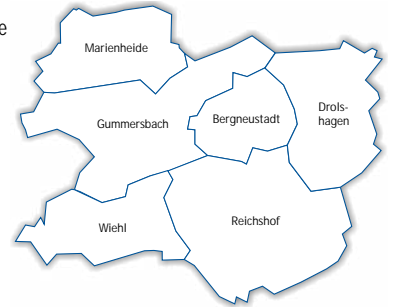 e
Marienheide
Gummersbach
Bergneustadt
Drols-
hagen
Wiehl
Reichshof